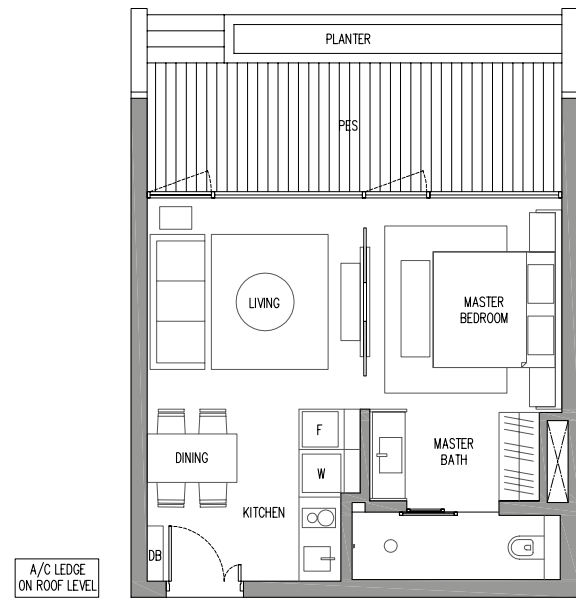 PLANTER
PES
LIVING
MASTER
BEDROOM
F
DINING
MASTER
BATH
W
KITCHEN
DB
A/C LEDGE
ON ROOF LEVEL